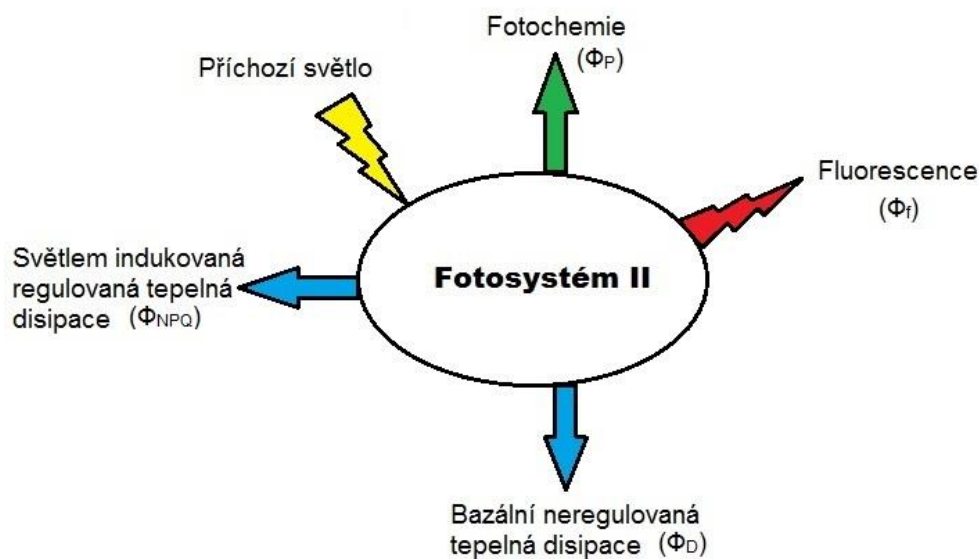 Fotochemie
(ΦP)
Příchozí světlo
Fluorescence
(Φf)
Světlem indukovaná
regulovaná tepelná
disipace (ΦNPQ)
Fotosystém II
Bazální neregulovaná
tepelná disipace (ΦD)